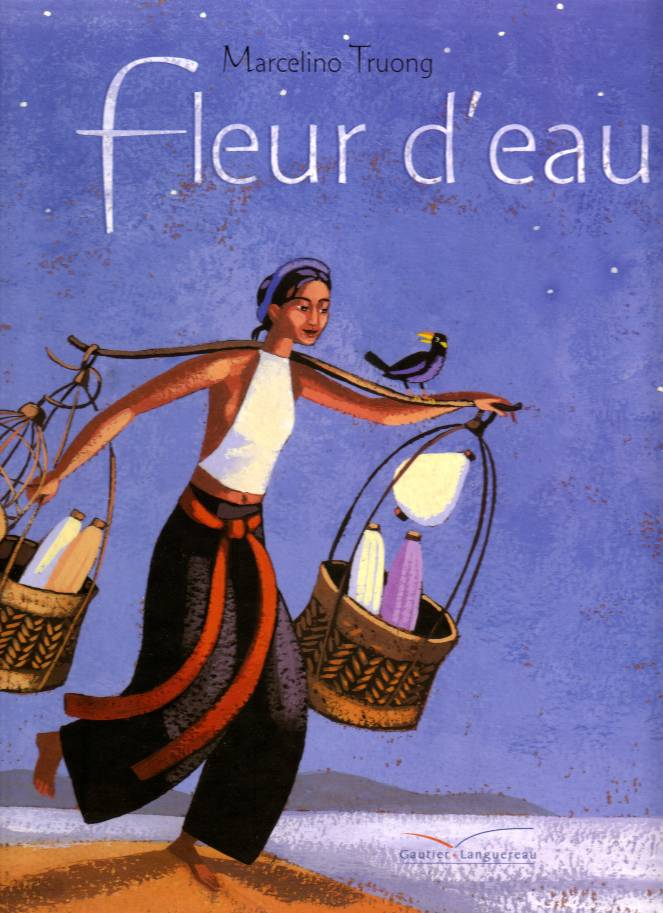 Marcelino Truong
fleur d'eau
Gautier • Languereau